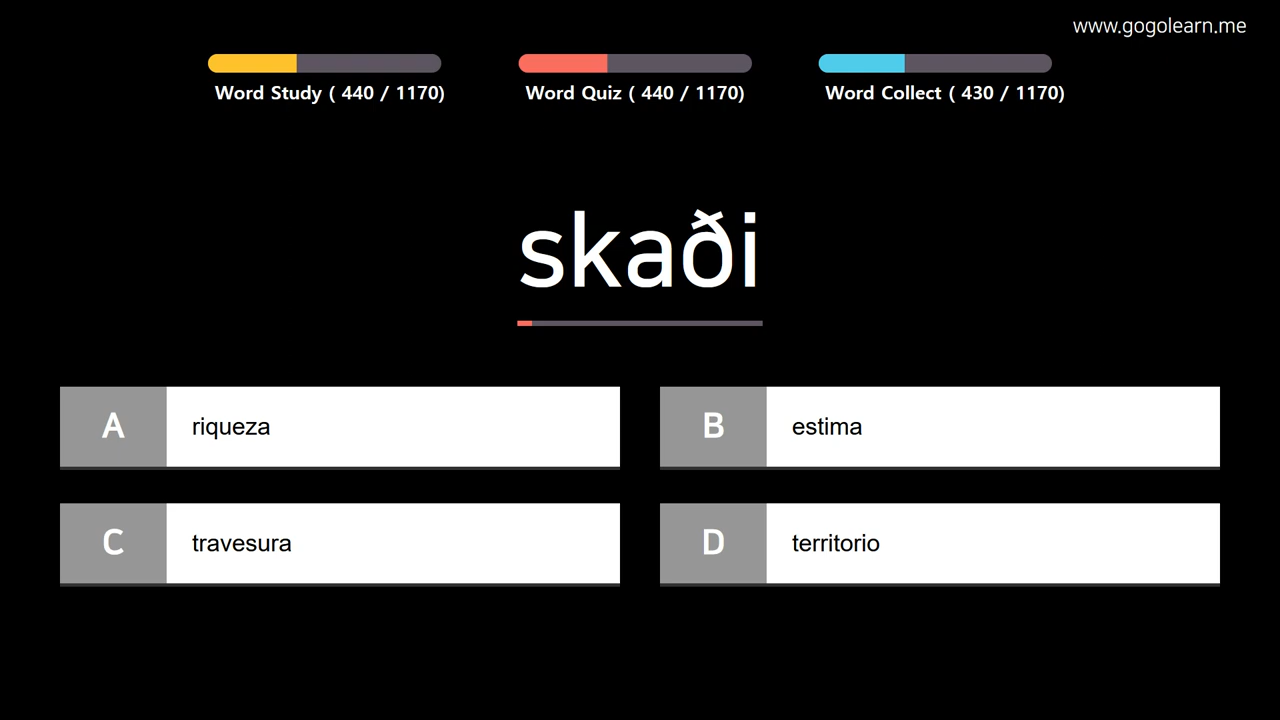 www.gogolearn.me
Word Study ( 440 / 1170)
Word Quiz ( 440 / 1170)
Word Collect ( 430 / 1170)
skaði
A riqueza
B estima
C travesura
D territorio